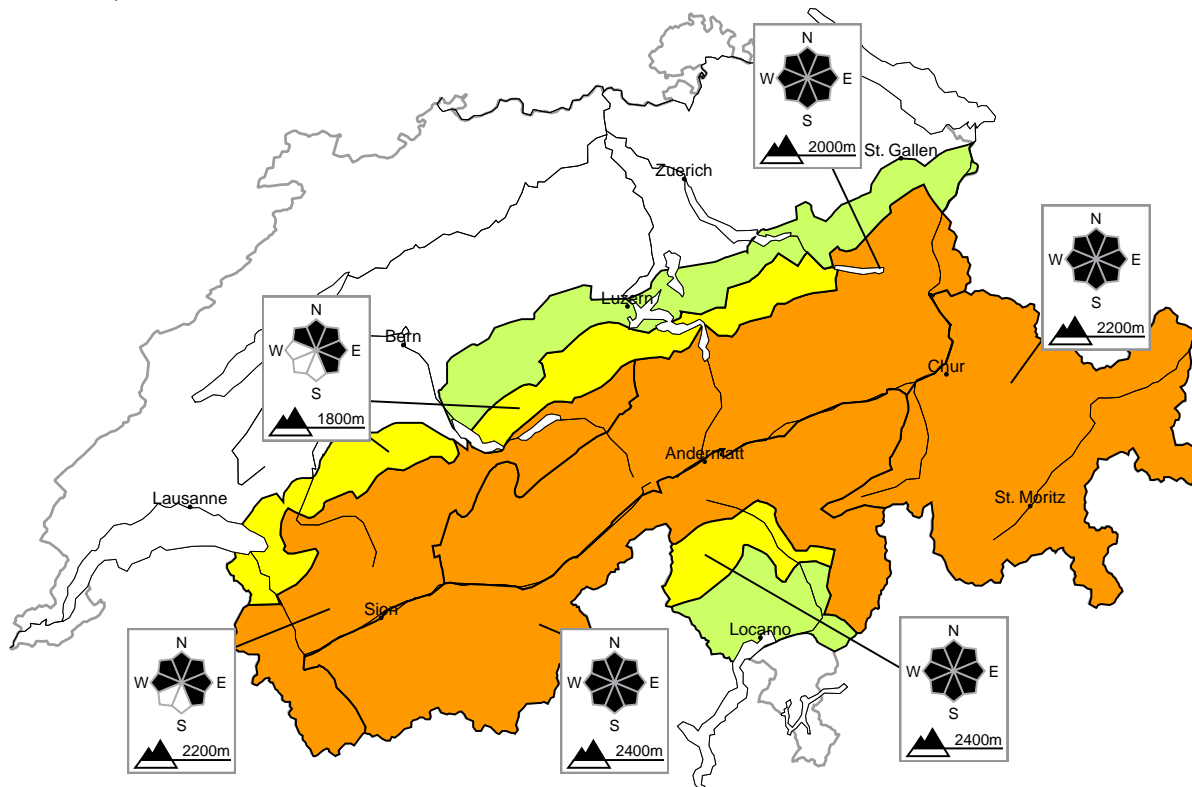 N
W E
S
2000m
St. Gallen
Zuerich
N
W E
S
2200m
Luzern
N
W E
S
1800m
Bern
Chur
Andermatt
Lausanne
St. Moritz
Sion
Locarno
N
W E
S
2200m
N
W E
S
2400m
N
W E
S
2400m